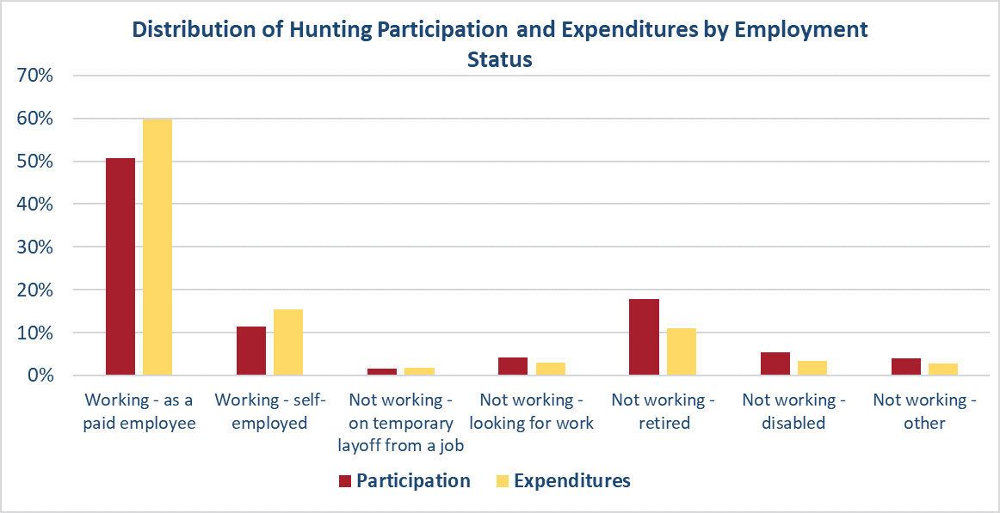 Distribution of Hunting Participation and Expenditures by Employment
Status
70%
60%
50%
40%
30%
20%
10%
0%
Working - as a
paid employee
Working - self-
employed
Not working -
on temporary
layoff from a job
Not working -
looking for work
Not working -
retired
Not working -
disabled
Not working -
other
Participation
Expenditures